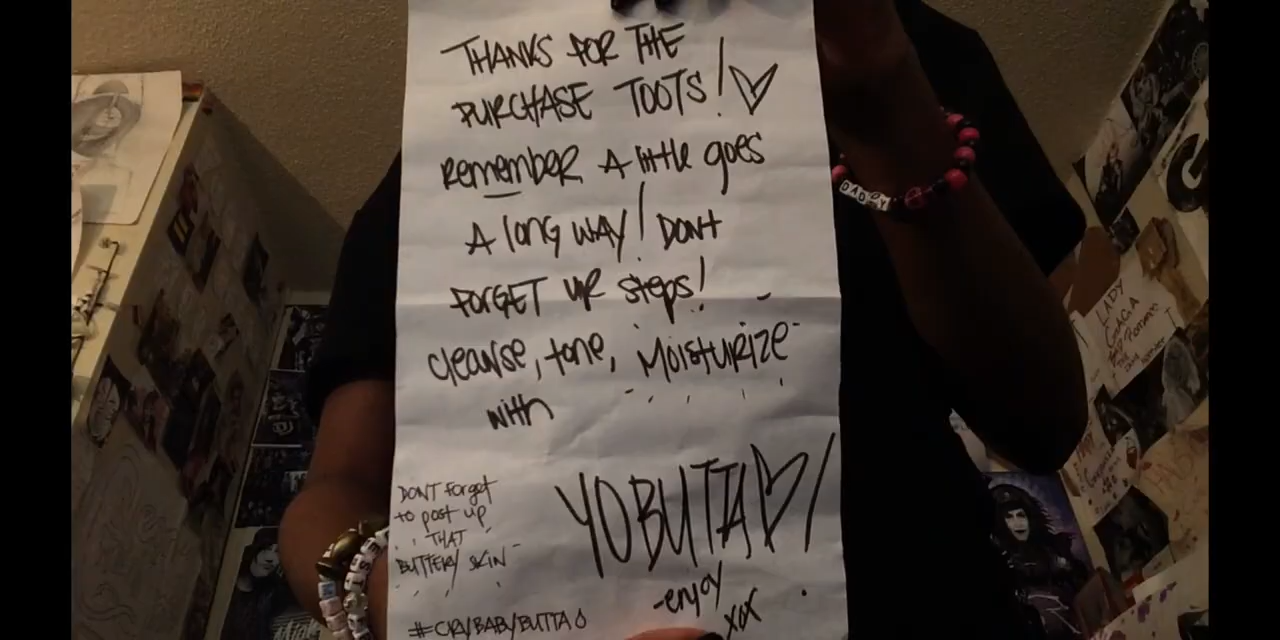 THANKS FOR THE
PURCHASE TOOTS! ♡
remember A little goes
A long WAY! DON'T
FORGET UR steps!
cleanse, tone, MOISTURIZE
with
YOBUTTA♡!
-enjoy
xox
DON'T forget
to post up
THAT
BUTTERY SKIN
#CRYBABYBUTTA
DADDY
LADY
GAGA